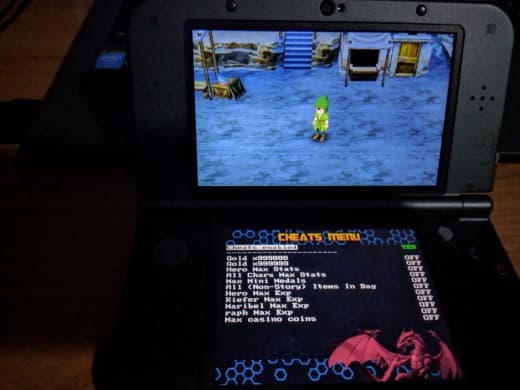 CHEATS MENU
Cheats enabled YES
Gold x999000 OFF
Gold x999999 OFF
Hero Max Stats OFF
All Chars Max Stats OFF
Max Mini Medals OFF
All (Non-Story) Items In Bag OFF
Hero Max Exp OFF
Kiefer Max Exp OFF
Maribel Max Exp OFF
raph Max Exp OFF
Max casino coins OFF